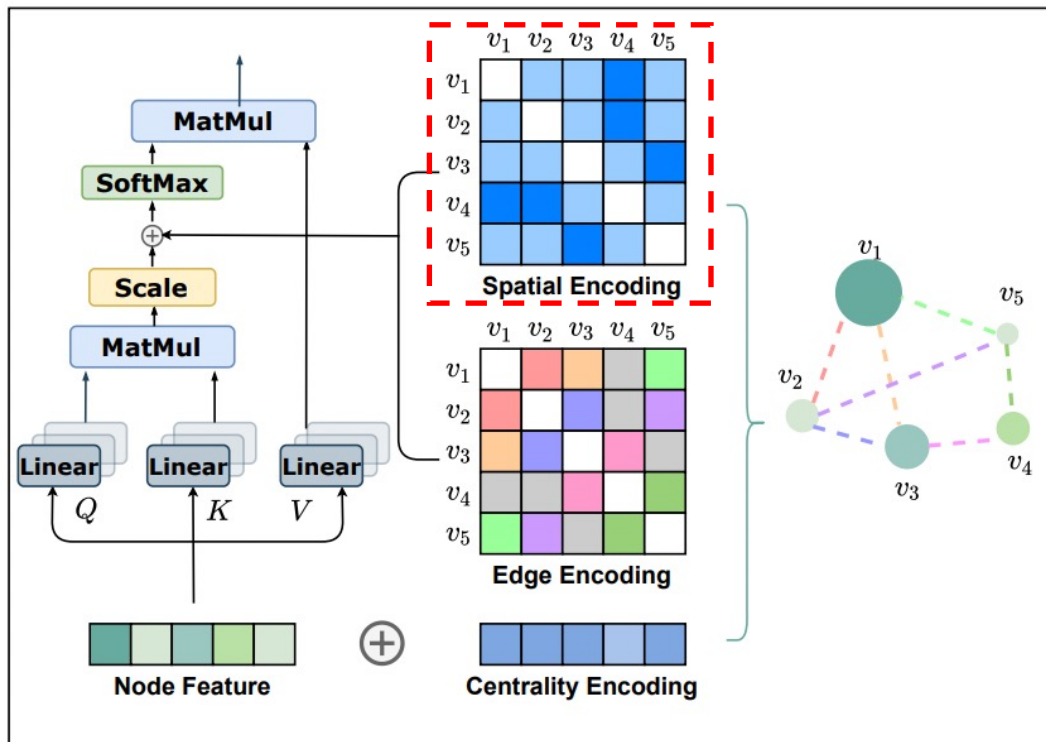 MatMul
SoftMax
+
Scale
MatMul
Linear Linear Linear
Q K V
Node Feature
v₁ v₂ v₃ v₄ v₅
v₁
v₂
v₃
v₄
v₅
Spatial Encoding
v₁ v₂ v₃ v₄ v₅
v₁
v₂
v₃
v₄
v₅
Edge Encoding
+
Centrality Encoding
v₁
v₅
v₂
v₄
v₃